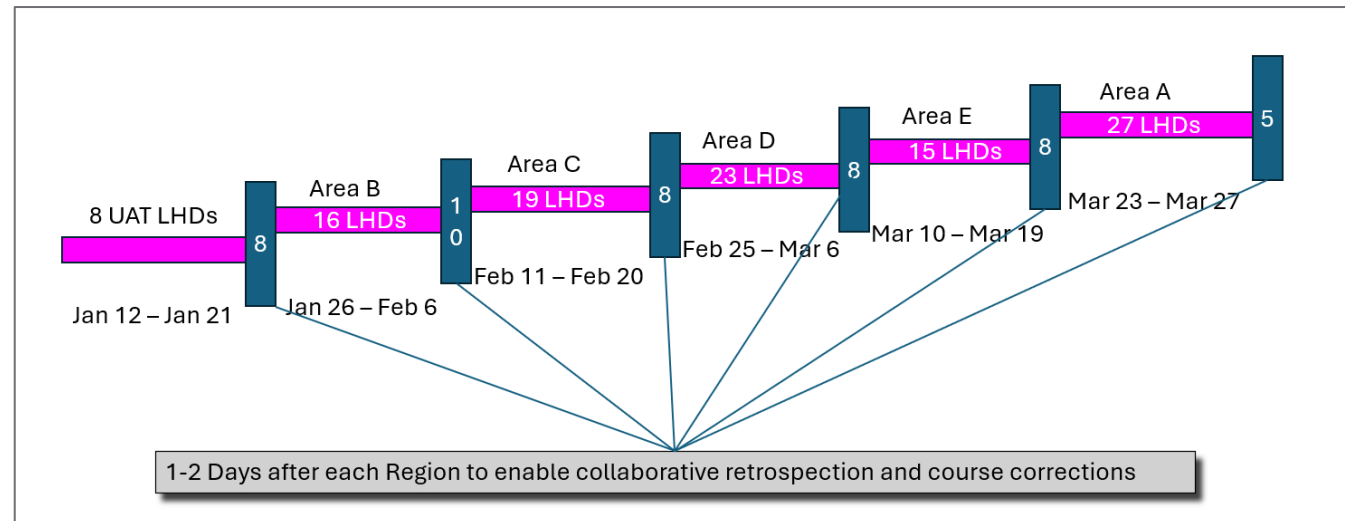 8 UAT LHDs
Jan 12 – Jan 21
8
Area B
16 LHDs
Jan 26 – Feb 6
1
0
Area C
19 LHDs
Feb 11 – Feb 20
8
Area D
23 LHDs
Feb 25 – Mar 6
8
Area E
15 LHDs
Mar 10 – Mar 19
8
Area A
27 LHDs
Mar 23 – Mar 27
5
1-2 Days after each Region to enable collaborative retrospection and course corrections